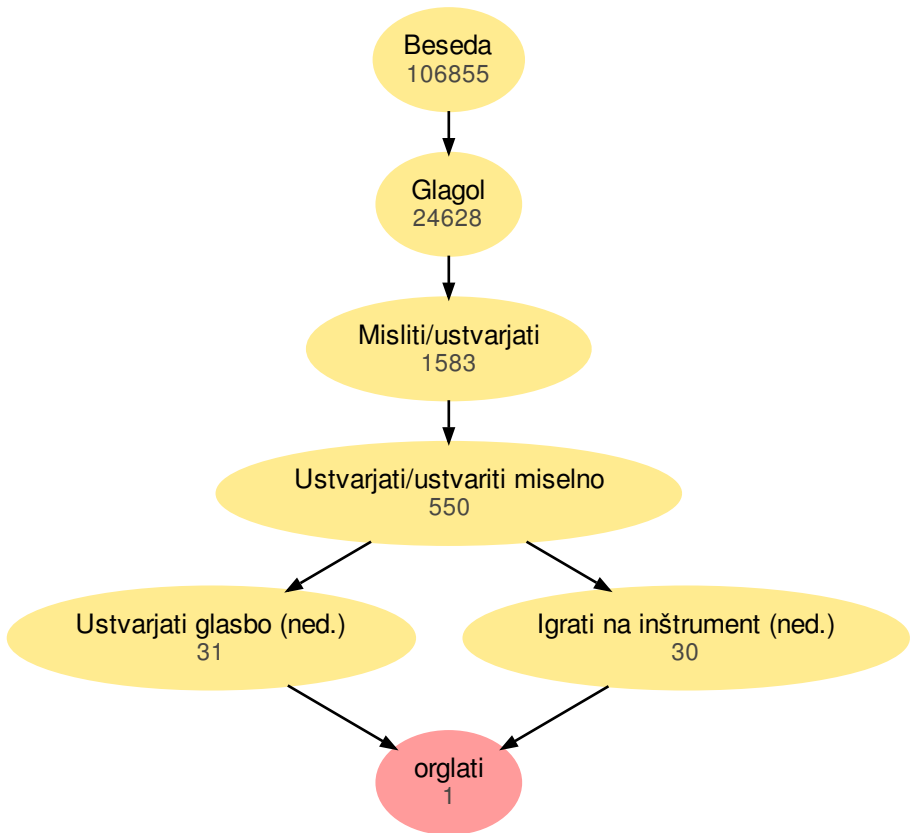 Beseda
106855
Glagol
24628
Misliti/ustvarjati
1583
Ustvarjati/ustvariti miselno
550
Ustvarjati glasbo (ned.)
31
Igrati na inštrument (ned.)
30
orglati
1